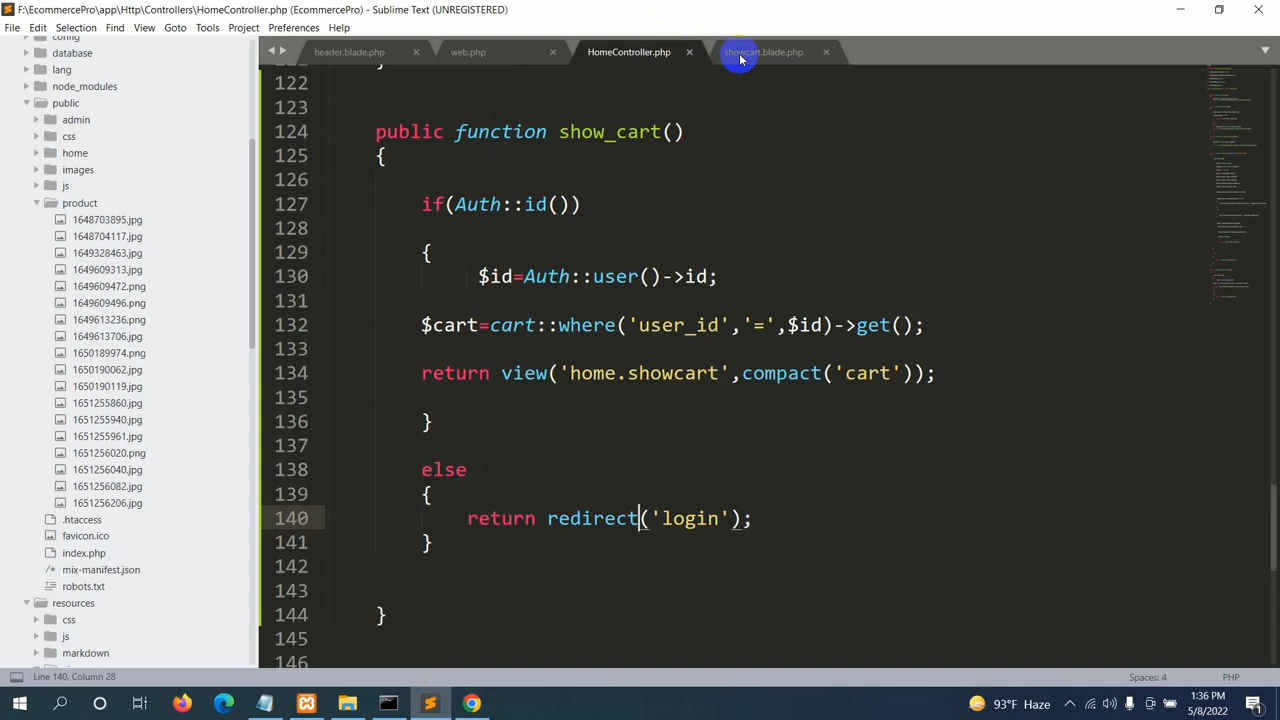 F:\EcommercePro\app\Http\Controllers\HomeController.php (EcommercePro) - Sublime Text (UNREGISTERED)
File Edit Selection Find View Goto Tools Project Preferences Help
config
database
lang
node_modules
public
admin
css
home
images
js
product
1648703895.jpg
1648704117.jpg
1649328463.jpg
1649609313.jpg
1649609472.png
1649609496.png
1649613236.png
1649613706.jpg
1650189974.png
1650190062.jpg
1650190119.jpg
1651255860.jpg
1651255940.jpg
1651255961.jpg
1651256020.png
1651256040.jpg
1651256082.jpg
1651256206.jpg
.htaccess
favicon.ico
index.php
mix-manifest.json
robots.txt
resources
css
js
markdown
header.blade.php
web.php
HomeController.php
showcart.blade.php
122
123
124 public function show_cart()
125 {
126
127 if(Auth::id())
128
129 {
130 $id=Auth::user()->id;
131
132 $cart=cart::where('user_id','=',$id)->get();
133
134 return view('home.showcart',compact('cart'));
135
136 }
137
138 else
139 {
140 return redirect('login');
141 }
142
143
144 }
145
146
Line 140, Column 28
Spaces: 4
PHP
93°F Haze
1:36 PM
5/8/2022